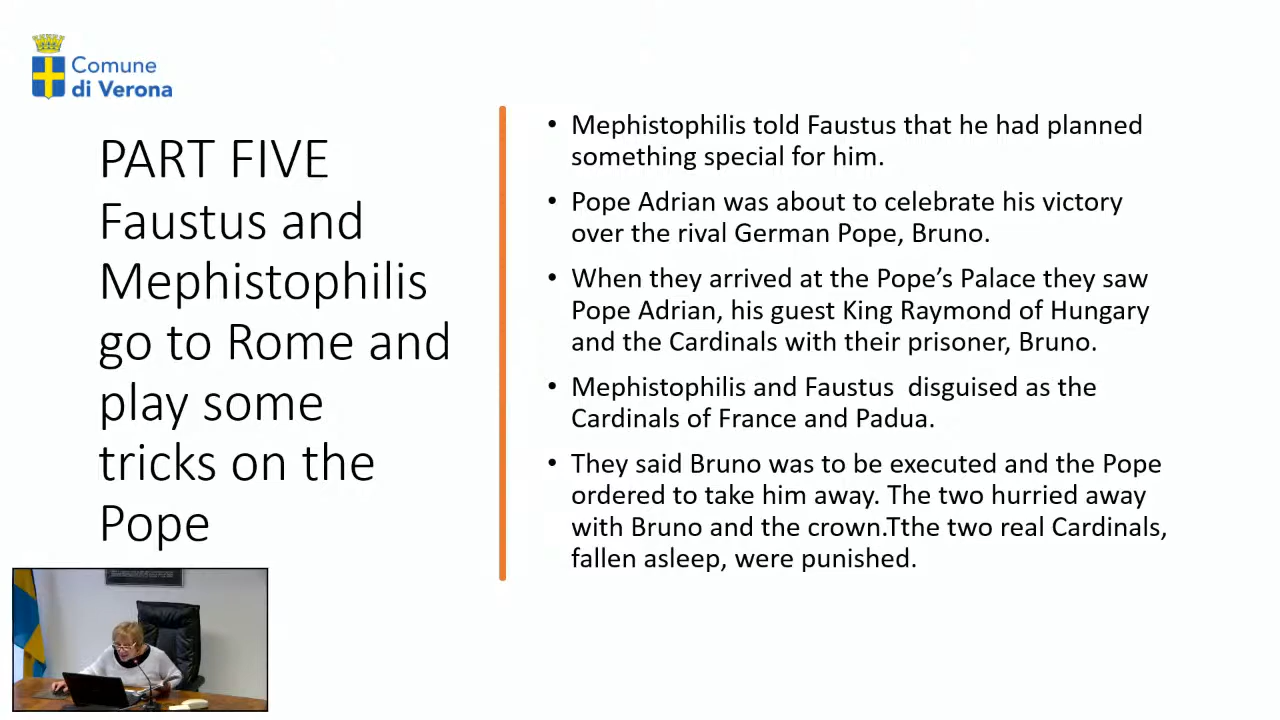 Comune
di Verona
PART FIVE
Faustus and
Mephistophilis
go to Rome and
play some
tricks on the
Pope
• Mephistophilis told Faustus that he had planned
something special for him.
• Pope Adrian was about to celebrate his victory
over the rival German Pope, Bruno.
• When they arrived at the Pope’s Palace they saw
Pope Adrian, his guest King Raymond of Hungary
and the Cardinals with their prisoner, Bruno.
• Mephistophilis and Faustus  disguised as the
Cardinals of France and Padua.
• They said Bruno was to be executed and the Pope
ordered to take him away. The two hurried away
with Bruno and the crown.Tthe two real Cardinals,
fallen asleep, were punished.